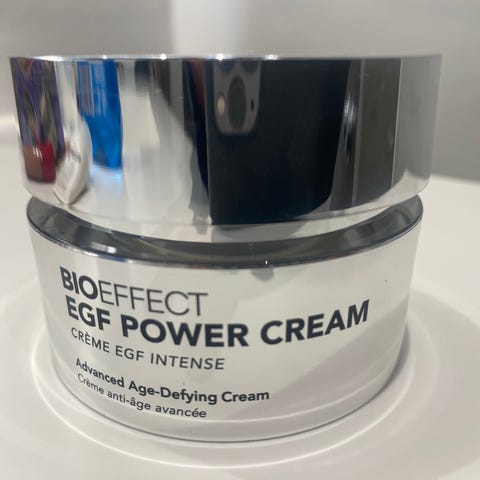 BIOEFFECT
EGF POWER CREAM
CRÈME EGF INTENSE
Advanced Age-Defying Cream
Crème anti-âge avancée